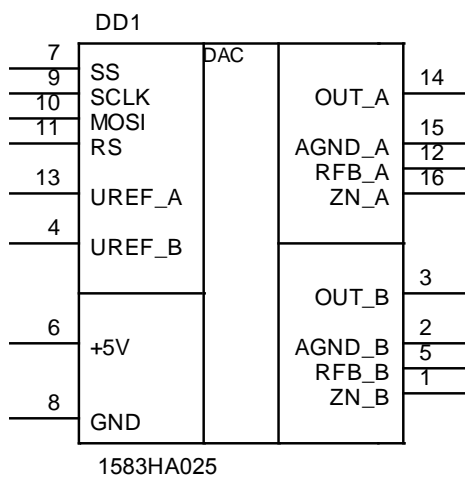 DD1
DAC
7 SS
9 SCLK
10 MOSI
11 RS
13 UREF_A
4 UREF_B
6 +5V
8 GND
OUT_A 14
AGND_A 15
RFB_A 12
ZN_A 16
OUT_B 3
AGND_B 2
RFB_B 5
ZN_B 1
1583HA025